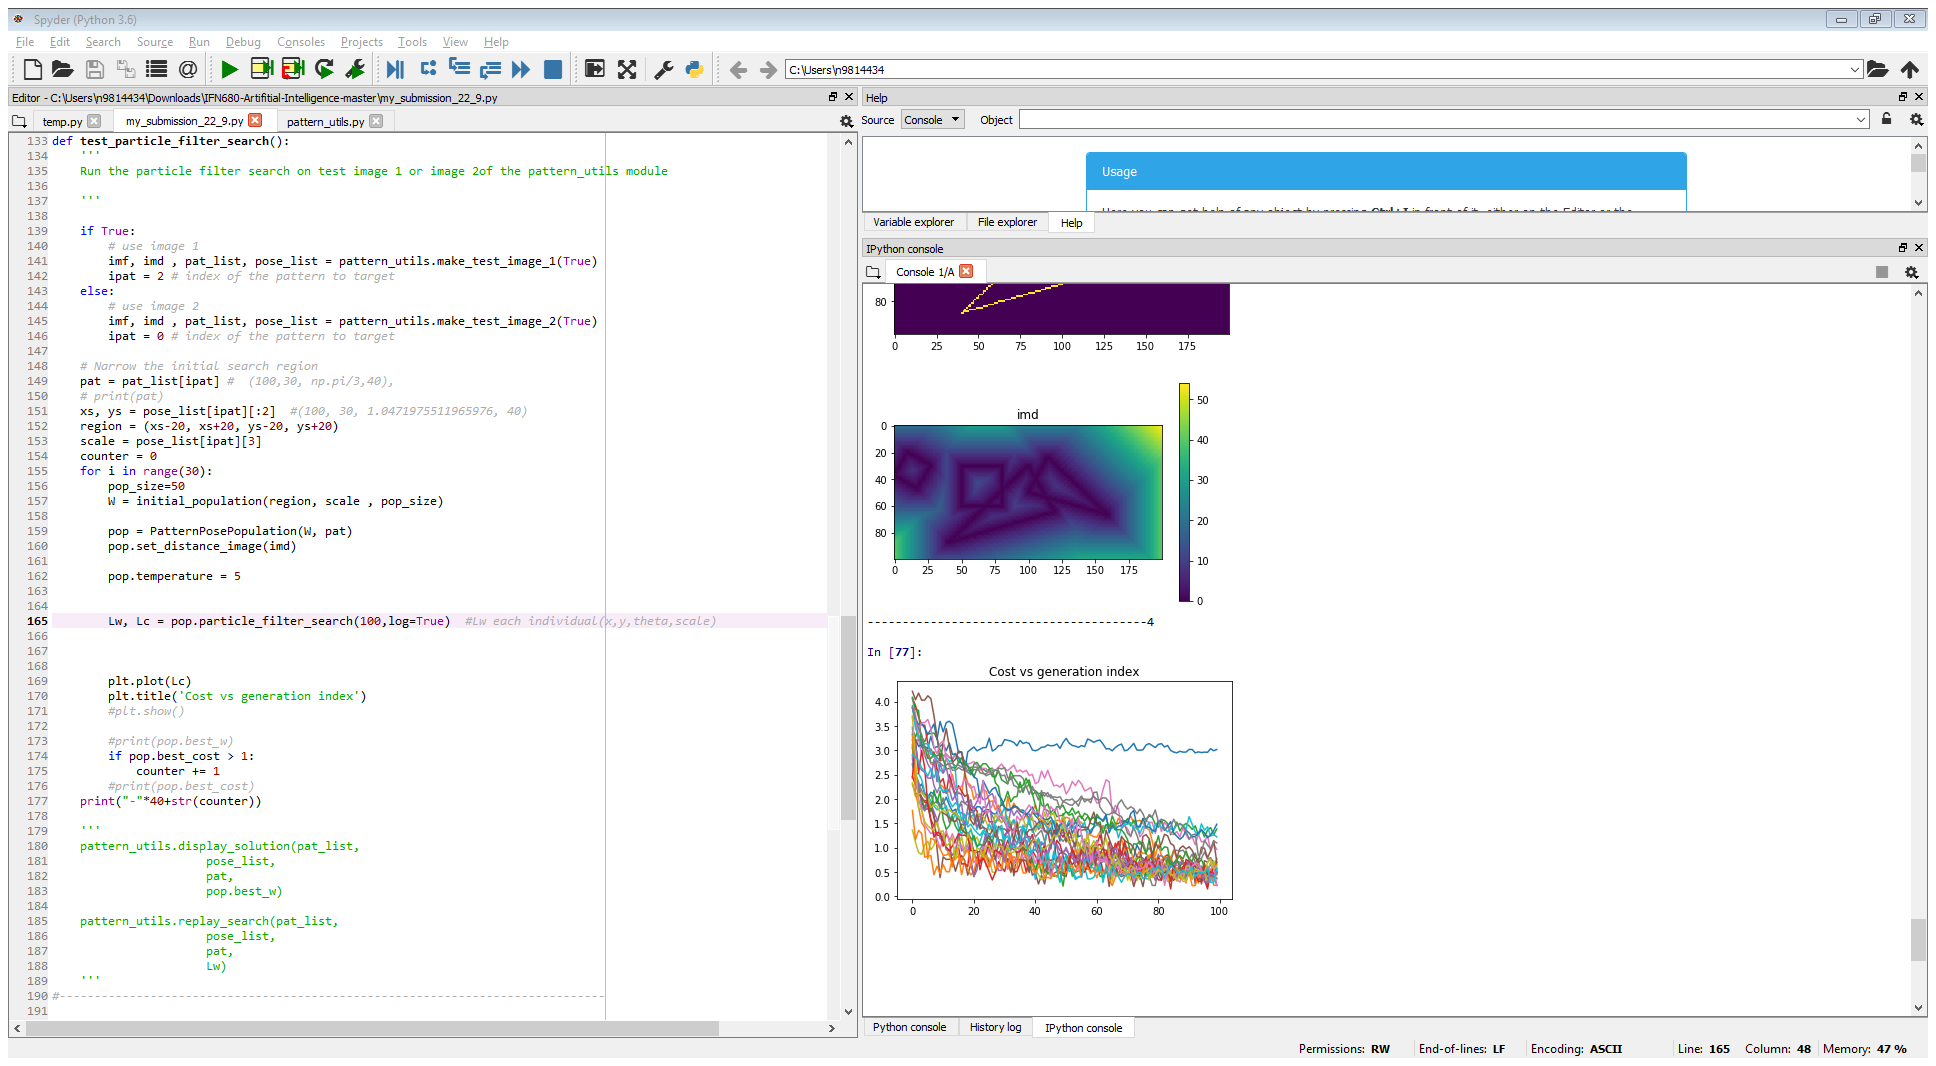 Spyder (Python 3.6)
File Edit Search Source Run Debug Consoles Projects Tools View Help
C:\Users\n9814434
Editor - C:\Users\n9814434\Downloads\IFN680-Artifitial-Intelligence-master\my_submission_22_9.py
temp.py my_submission_22_9.py pattern_utils.py
133 def test_particle_filter_search():
134 '''
135 Run the particle filter search on test image 1 or image 2of the pattern_utils module
136
137 '''
138
139 if True:
140 # use image 1
141 imf, imd , pat_list, pose_list = pattern_utils.make_test_image_1(True)
142 ipat = 2 # index of the pattern to target
143 else:
144 # use image 2
145 imf, imd , pat_list, pose_list = pattern_utils.make_test_image_2(True)
146 ipat = 0 # index of the pattern to target
147
148 # Narrow the initial search region
149 pat = pat_list[ipat] #  (100,30, np.pi/3,40),
150 # print(pat)
151 xs, ys = pose_list[ipat][:2]  #(100, 30, 1.0471975511965976, 40)
152 region = (xs-20, xs+20, ys-20, ys+20)
153 scale = pose_list[ipat][3]
154 counter = 0
155 for i in range(30):
156 pop_size=50
157 W = initial_population(region, scale , pop_size)
158
159 pop = PatternPosePopulation(W, pat)
160 pop.set_distance_image(imd)
161
162 pop.temperature = 5
163
164
165 Lw, Lc = pop.particle_filter_search(100,log=True)  #Lw each individual(x,y,theta,scale)
166
167
168
169 plt.plot(Lc)
170 plt.title('Cost vs generation index')
171 #plt.show()
172
173 #print(pop.best_w)
174 if pop.best_cost > 1:
175 counter += 1
176 #print(pop.best_cost)
177 print("-"*40+str(counter))
178
179 '''
180 pattern_utils.display_solution(pat_list,
181 pose_list,
182 pat,
183 pop.best_w)
184
185 pattern_utils.replay_search(pat_list,
186 pose_list,
187 pat,
188 Lw)
189 '''
190 #------------------------------------------------------------------------------
191
Help
Source Console Object
Usage
Variable explorer File explorer Help
IPython console
Console 1/A
80
0 25 50 75 100 125 150 175
imd
0
20
40
60
80
0 25 50 75 100 125 150 175
50
40
30
20
10
0
----------------------------------------4
In [77]:
Cost vs generation index
4.0
3.5
3.0
2.5
2.0
1.5
1.0
0.5
0.0
0 20 40 60 80 100
Python console History log IPython console
Permissions: RW End-of-lines: LF Encoding: ASCII Line: 165 Column: 48 Memory: 47 %